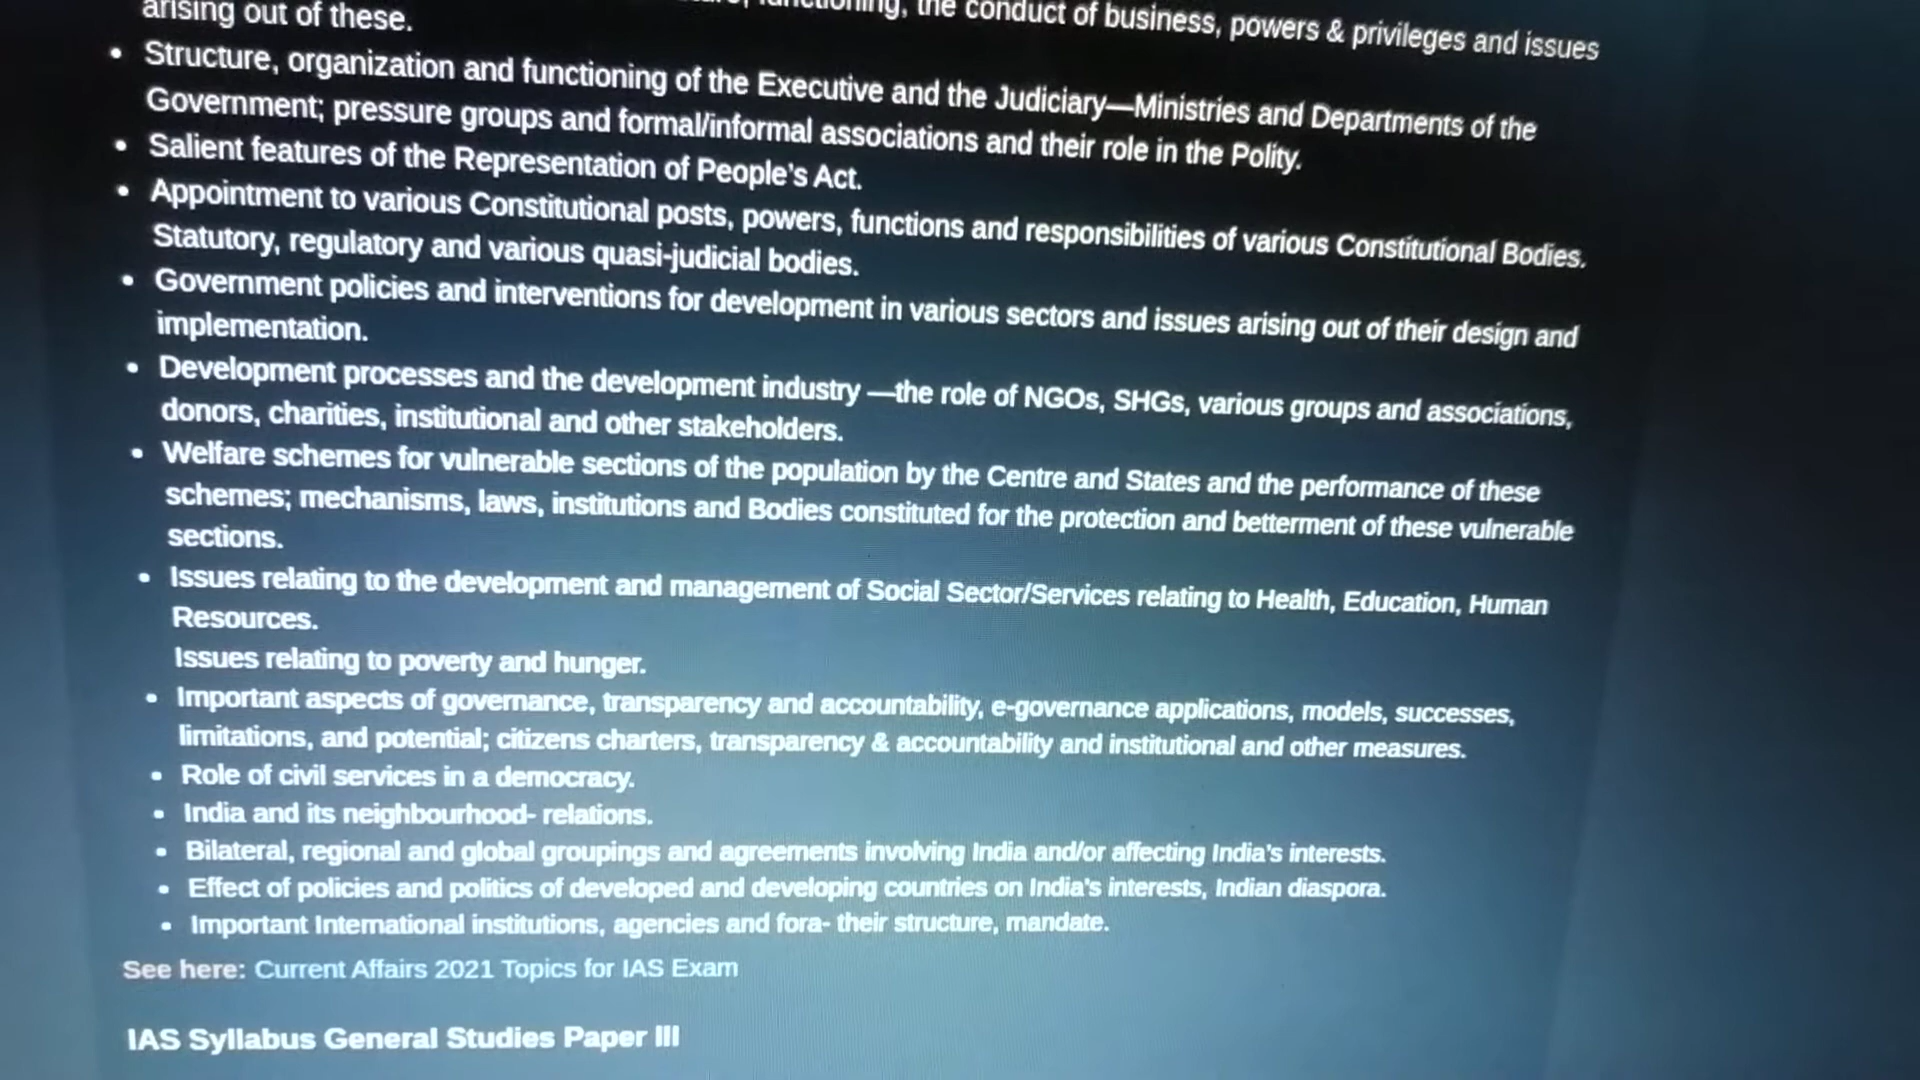 the conduct of business, powers & privileges and issues
arising out of these.
• Structure, organization and functioning of the Executive and the Judiciary—Ministries and Departments of the
Government; pressure groups and formal/informal associations and their role in the Polity.
• Salient features of the Representation of People’s Act.
• Appointment to various Constitutional posts, powers, functions and responsibilities of various Constitutional Bodies.
Statutory, regulatory and various quasi-judicial bodies.
• Government policies and interventions for development in various sectors and issues arising out of their design and
implementation.
• Development processes and the development industry —the role of NGOs, SHGs, various groups and associations,
donors, charities, institutional and other stakeholders.
• Welfare schemes for vulnerable sections of the population by the Centre and States and the performance of these
schemes; mechanisms, laws, institutions and Bodies constituted for the protection and betterment of these vulnerable
sections.
• Issues relating to the development and management of Social Sector/Services relating to Health, Education, Human
Resources.
Issues relating to poverty and hunger.
• Important aspects of governance, transparency and accountability, e-governance applications, models, successes,
limitations, and potential; citizens charters, transparency & accountability and institutional and other measures.
• Role of civil services in a democracy.
• India and its neighbourhood- relations.
• Bilateral, regional and global groupings and agreements involving India and/or affecting India’s interests.
• Effect of policies and politics of developed and developing countries on India’s interests, Indian diaspora.
• Important International institutions, agencies and fora- their structure, mandate.
See here: Current Affairs 2021 Topics for IAS Exam
IAS Syllabus General Studies Paper III